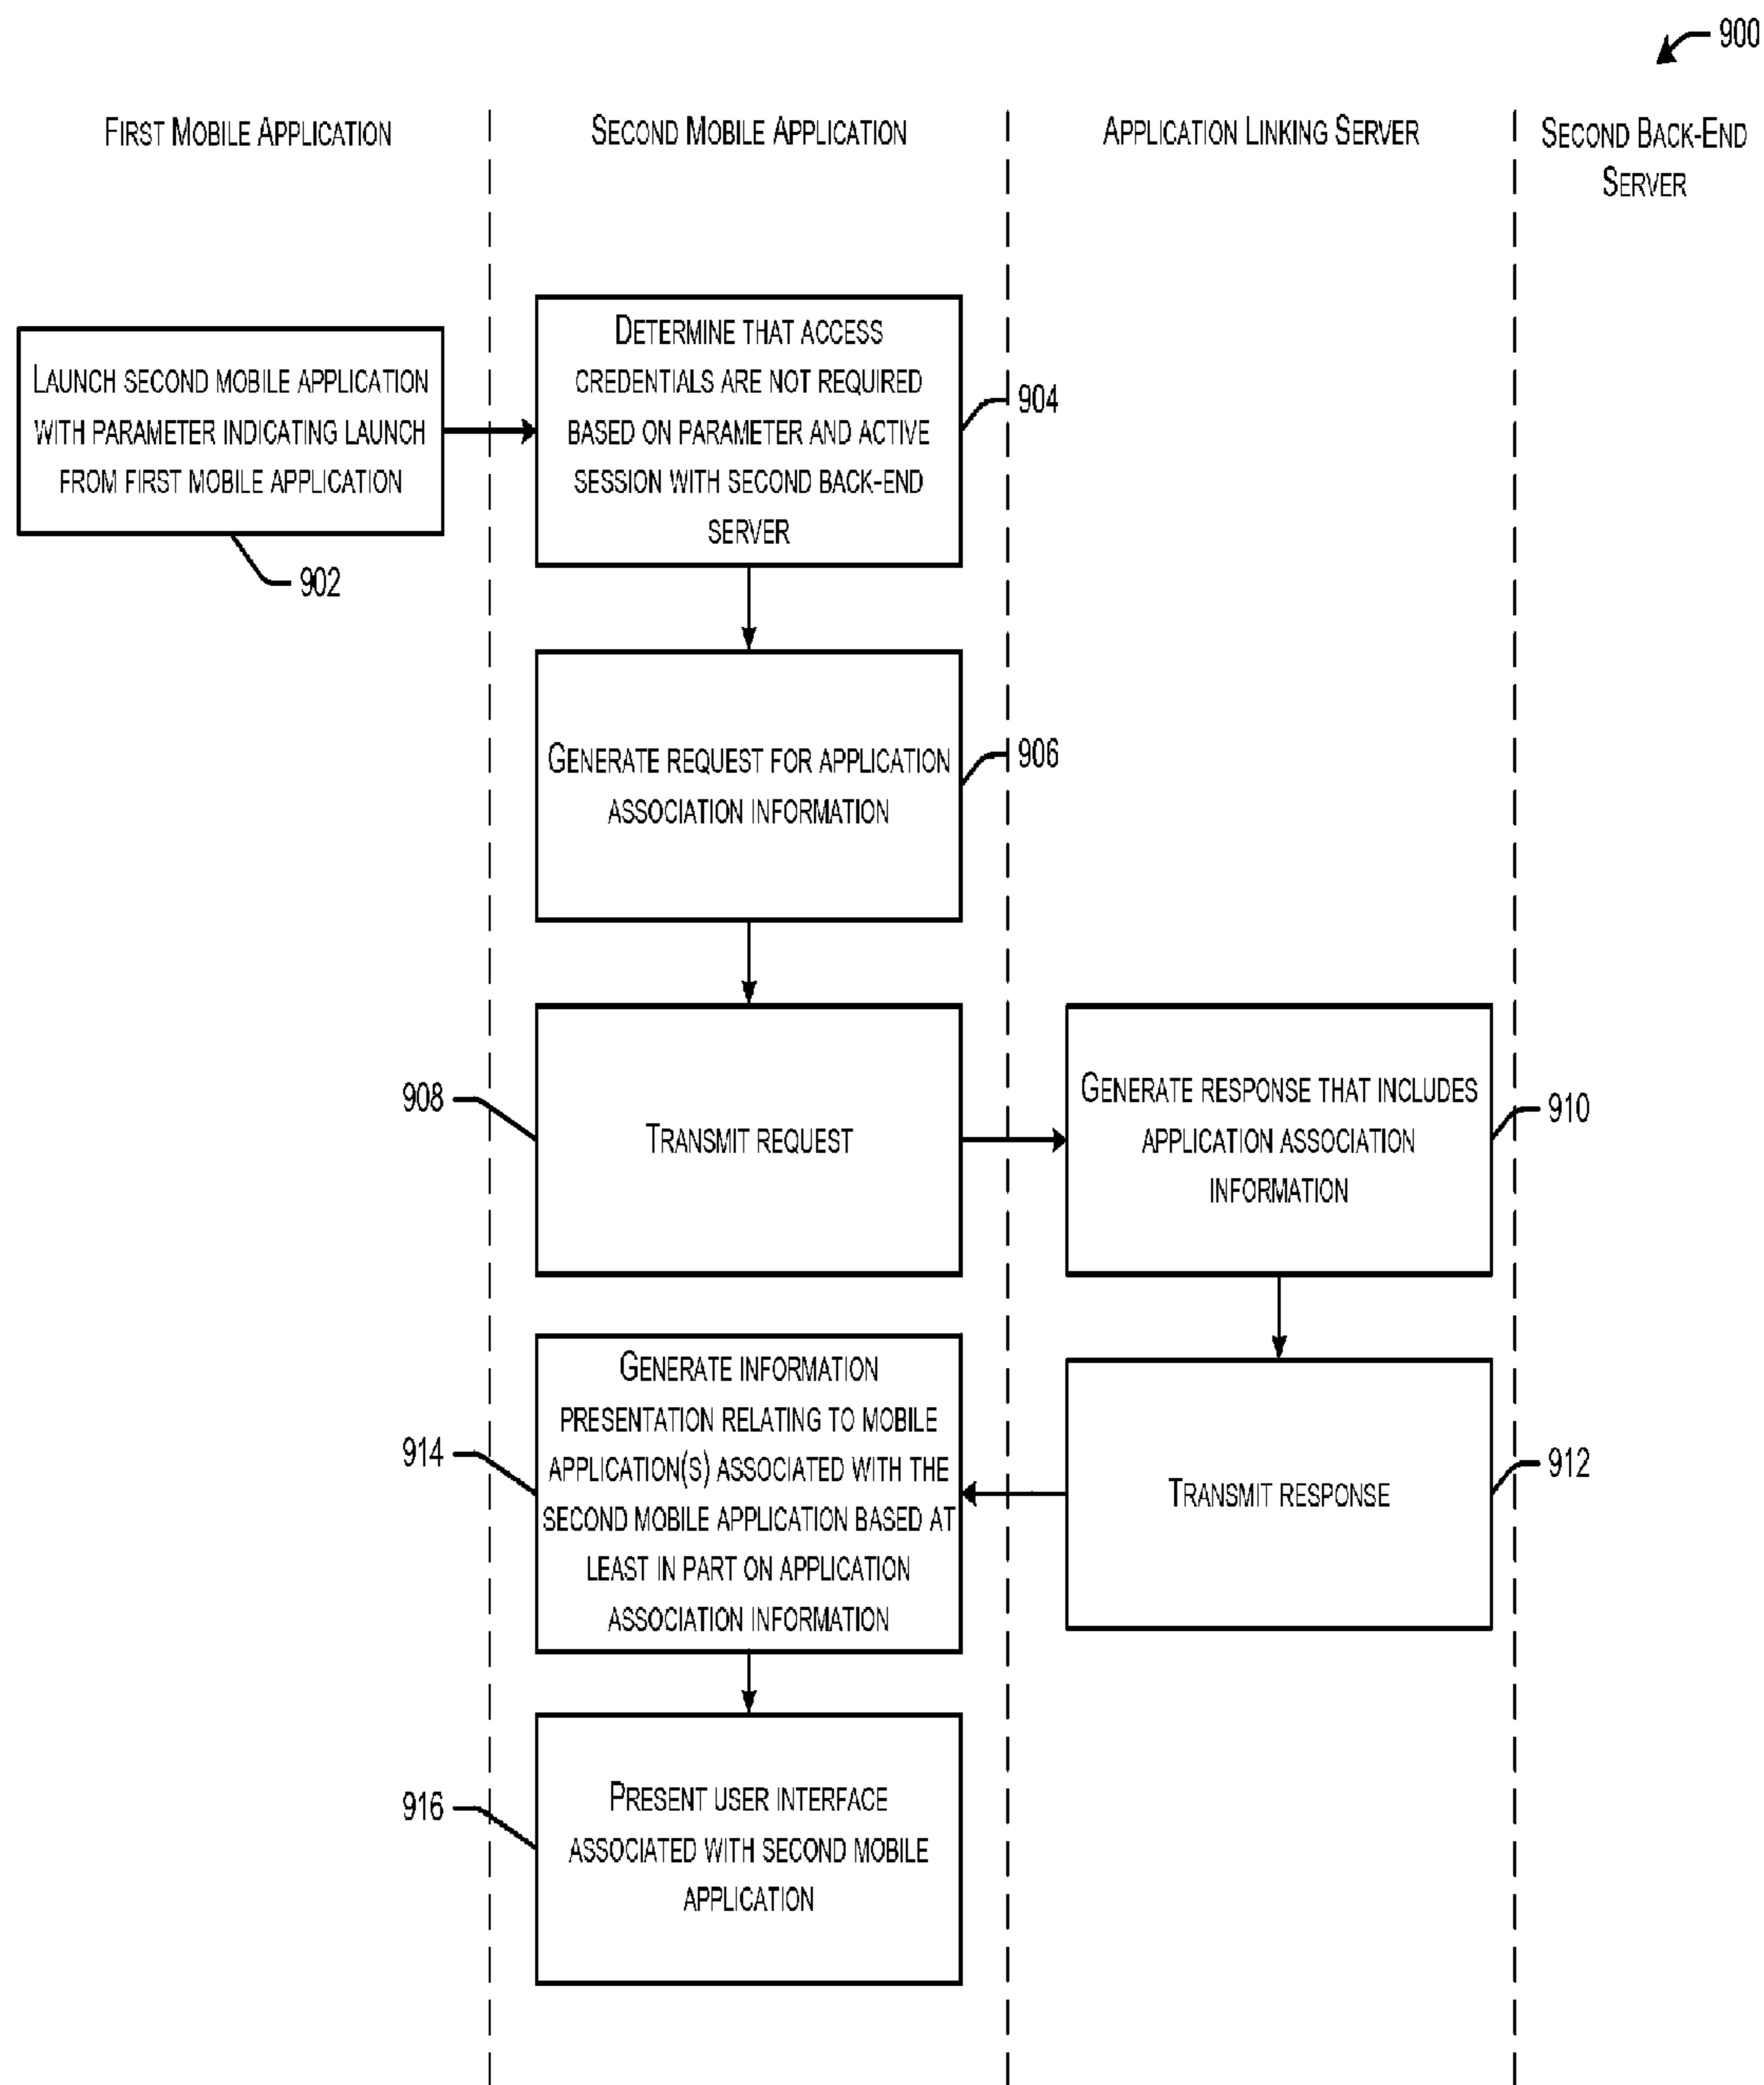 900
FIRST MOBILE APPLICATION
SECOND MOBILE APPLICATION
APPLICATION LINKING SERVER
SECOND BACK-END
SERVER
LAUNCH SECOND MOBILE APPLICATION
WITH PARAMETER INDICATING LAUNCH
FROM FIRST MOBILE APPLICATION
902
DETERMINE THAT ACCESS
CREDENTIALS ARE NOT REQUIRED
BASED ON PARAMETER AND ACTIVE
SESSION WITH SECOND BACK-END
SERVER
904
GENERATE REQUEST FOR APPLICATION
ASSOCIATION INFORMATION
906
908
TRANSMIT REQUEST
GENERATE RESPONSE THAT INCLUDES
APPLICATION ASSOCIATION
INFORMATION
910
TRANSMIT RESPONSE
912
914
GENERATE INFORMATION
PRESENTATION RELATING TO MOBILE
APPLICATION(S) ASSOCIATED WITH THE
SECOND MOBILE APPLICATION BASED AT
LEAST IN PART ON APPLICATION
ASSOCIATION INFORMATION
916
PRESENT USER INTERFACE
ASSOCIATED WITH SECOND MOBILE
APPLICATION